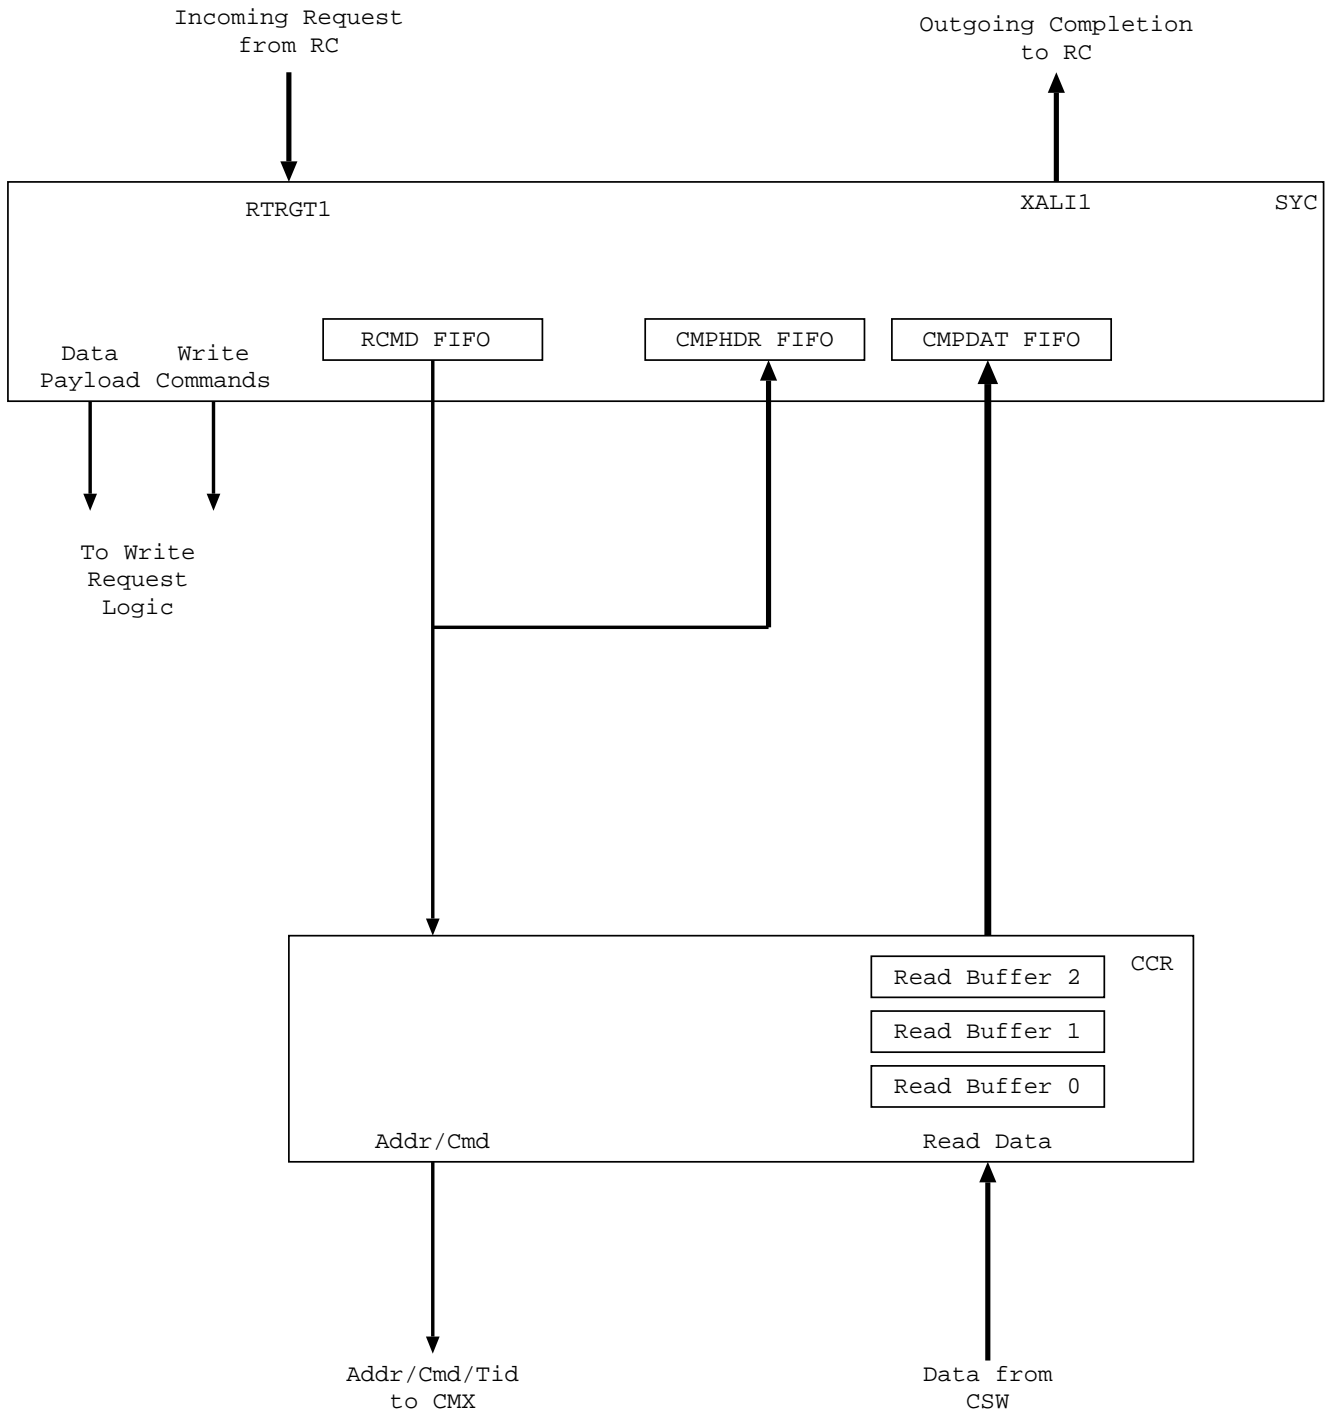 Incoming Request
from RC
Outgoing Completion
to RC
RTRGT1
XALI1
SYC
RCMD FIFO
CMPHDR FIFO
CMPDAT FIFO
Data
Payload
Write
Commands
To Write
Request
Logic
CCR
Read Buffer 2
Read Buffer 1
Read Buffer 0
Addr/Cmd
Read Data
Addr/Cmd/Tid
to CMX
Data from
CSW